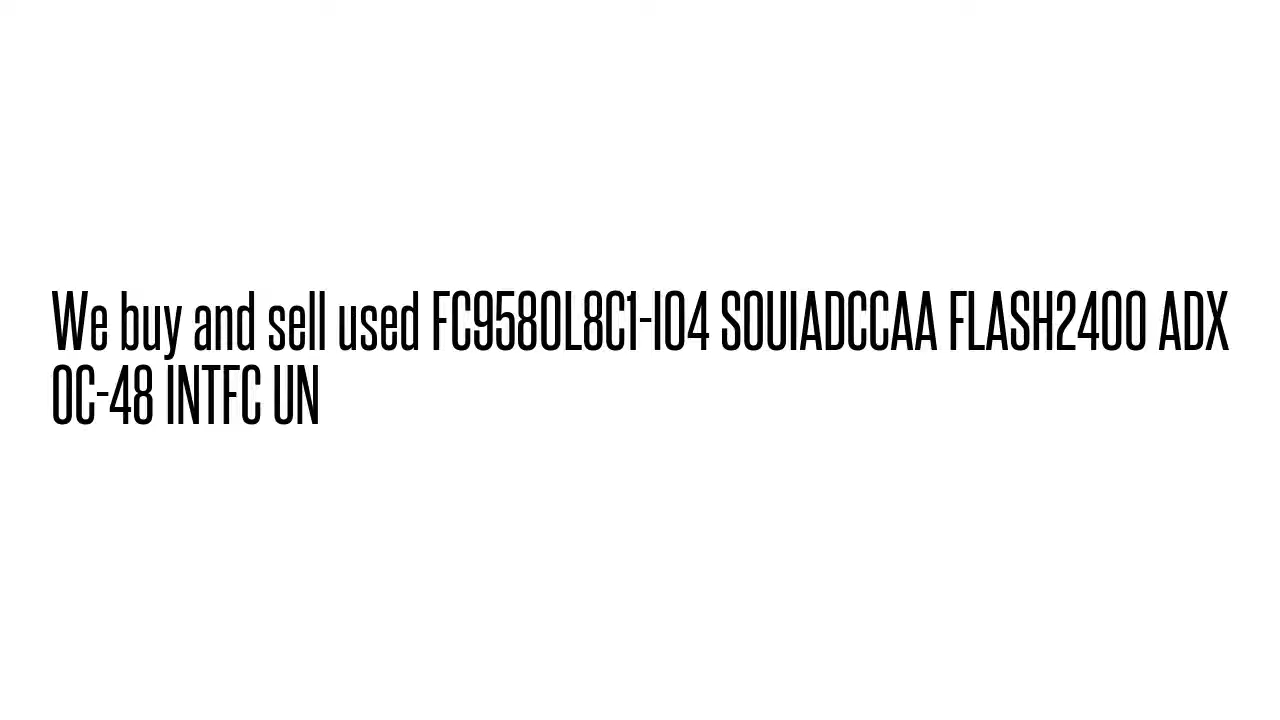 We buy and sell used FC9580L8C1-I04 SOUIADCCAA FLASH2400 ADX
OC-48 INTFC UN